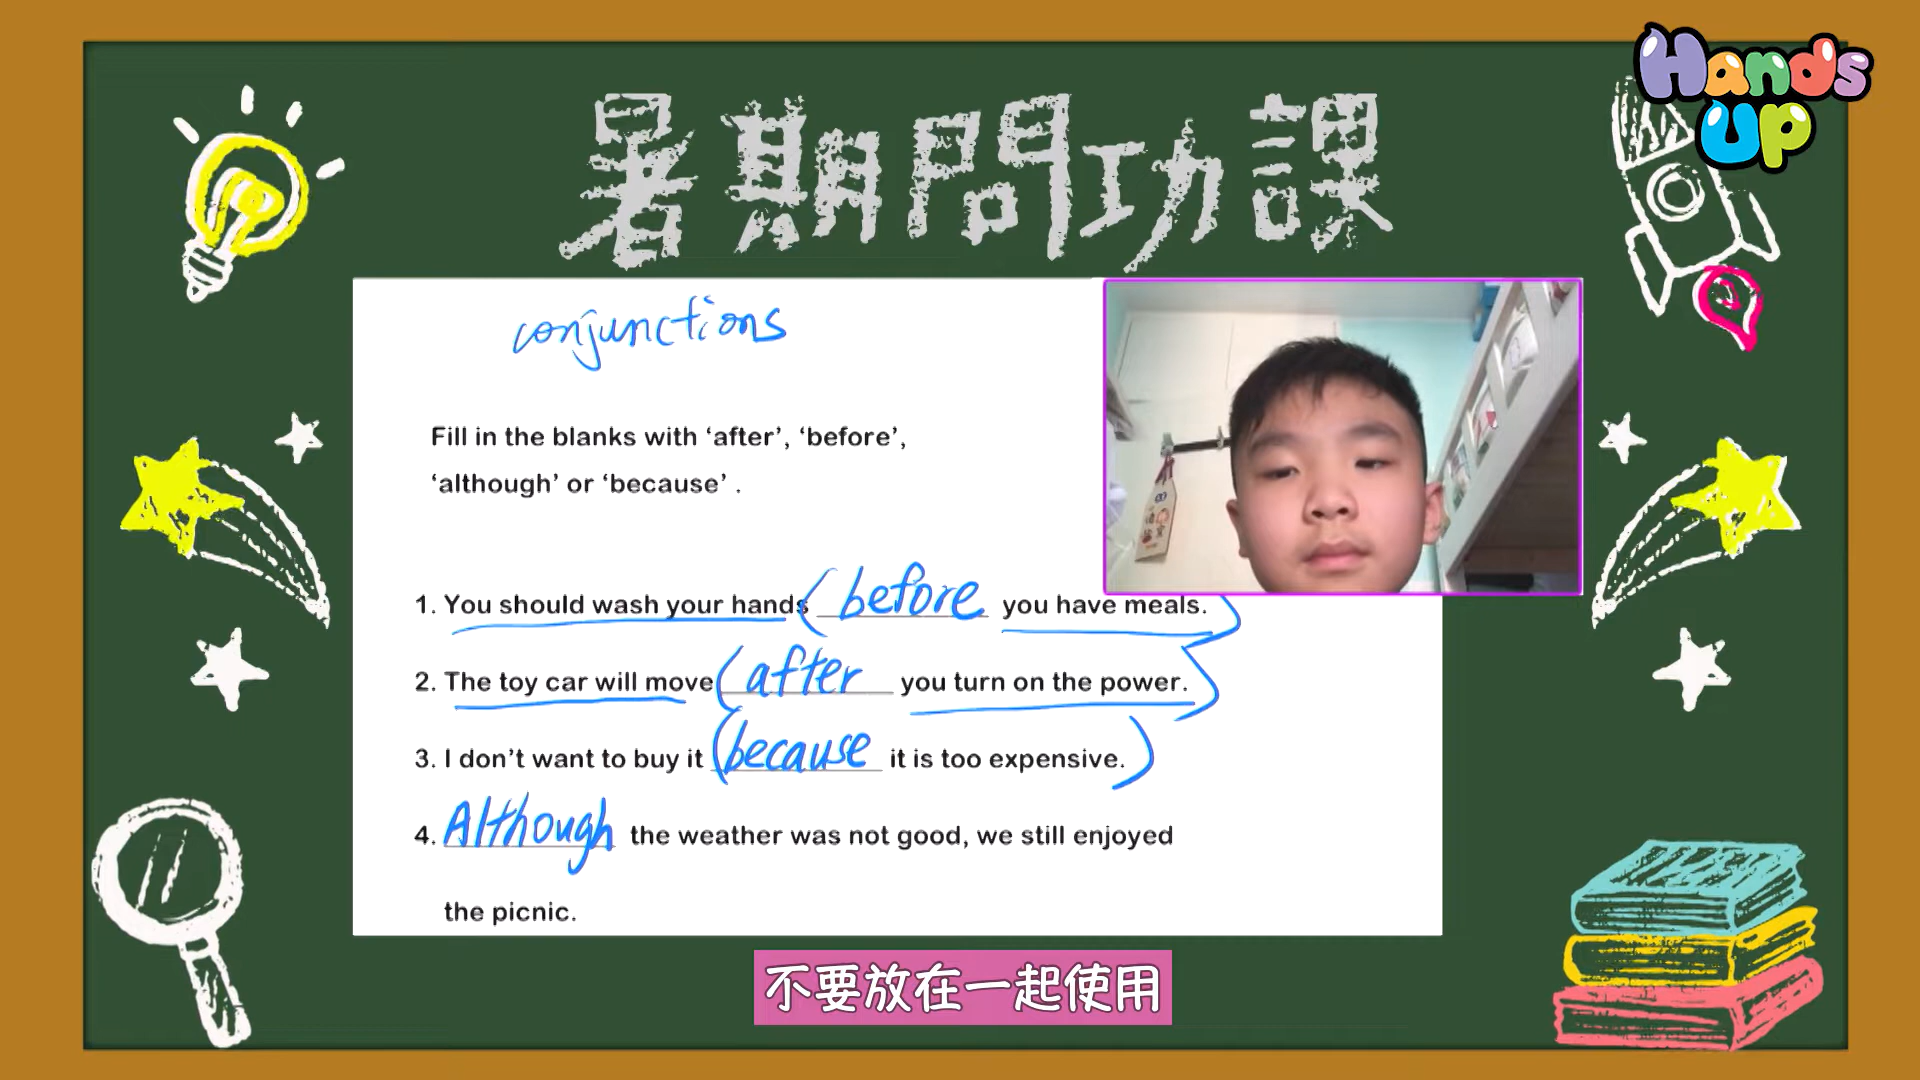 Hands
Up
暑期問功課
conjunctions
Fill in the blanks with ‘after’, ‘before’,
‘although’ or ‘because’ .
1. You should wash your hands (before you have meals.)
2. The toy car will move (after you turn on the power.)
3. I don’t want to buy it (because it is too expensive.)
4. Although the weather was not good, we still enjoyed
the picnic.
不要放在一起使用